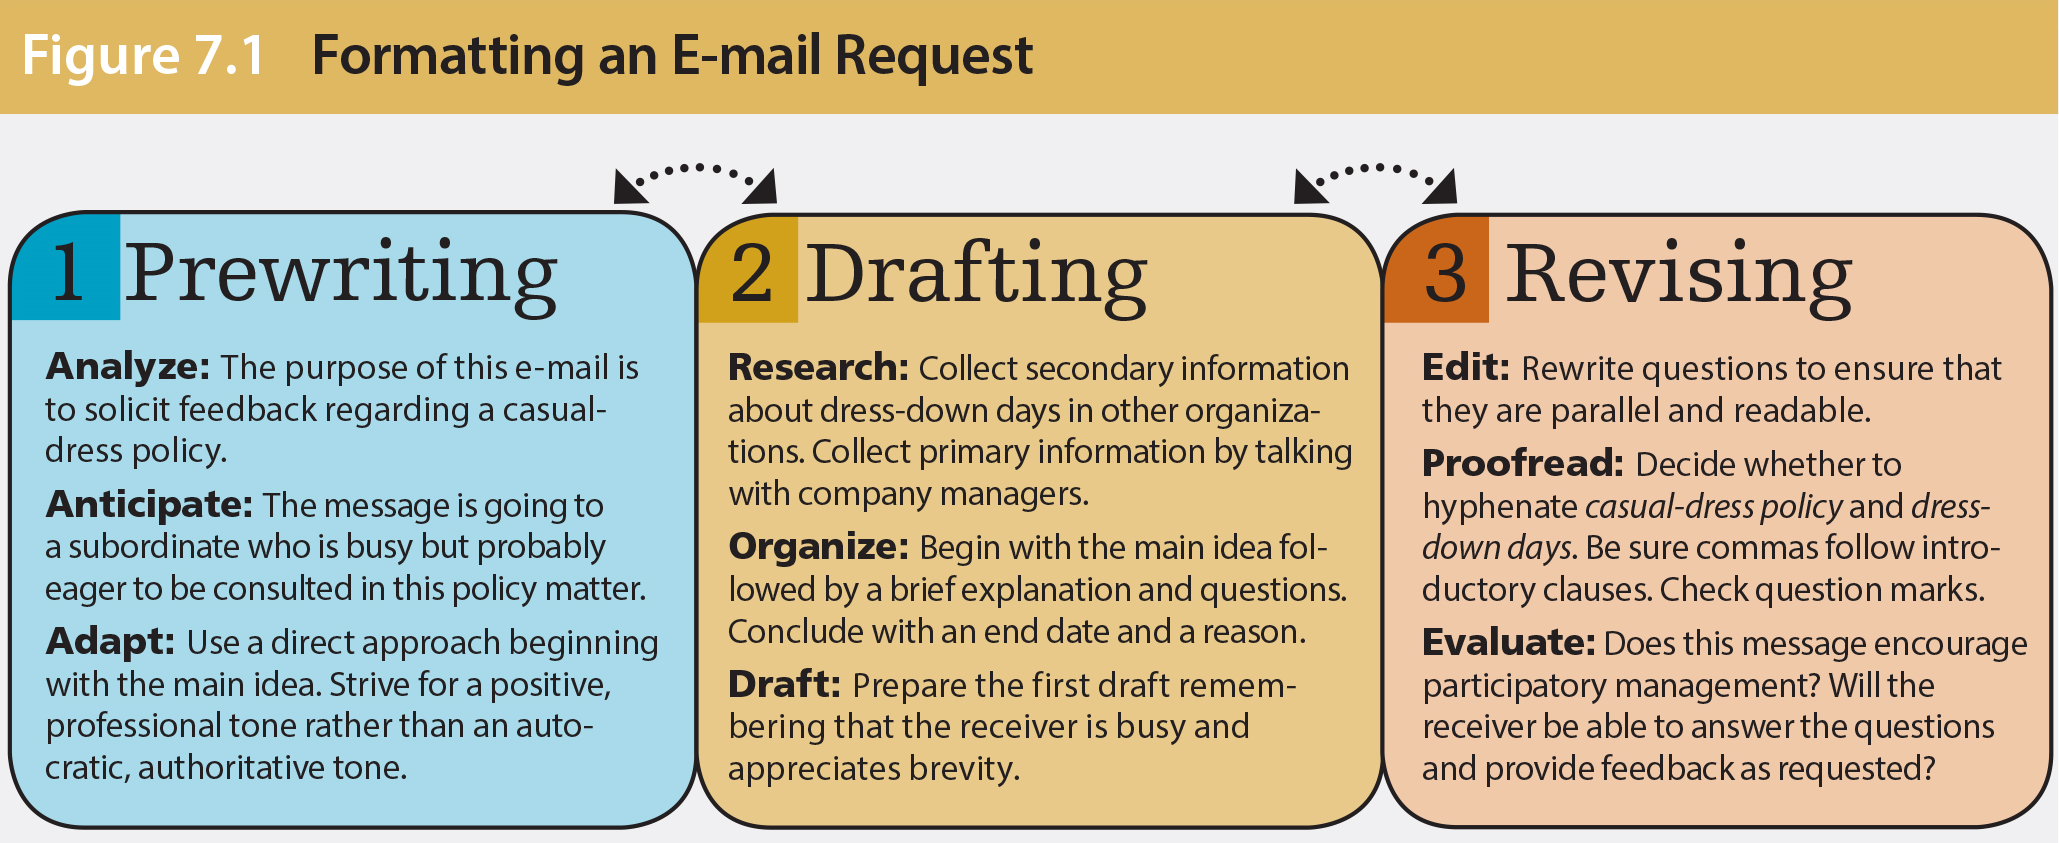 Figure 7.1 Formatting an E-mail Request
1 Prewriting
Analyze: The purpose of this e-mail is
to solicit feedback regarding a casual-
dress policy.
Anticipate: The message is going to
a subordinate who is busy but probably
eager to be consulted in this policy matter.
Adapt: Use a direct approach beginning
with the main idea. Strive for a positive,
professional tone rather than an auto-
cratic, authoritative tone.
2 Drafting
Research: Collect secondary information
about dress-down days in other organiza-
tions. Collect primary information by talking
with company managers.
Organize: Begin with the main idea fol-
lowed by a brief explanation and questions.
Conclude with an end date and a reason.
Draft: Prepare the first draft remem-
bering that the receiver is busy and
appreciates brevity.
3 Revising
Edit: Rewrite questions to ensure that
they are parallel and readable.
Proofread: Decide whether to
hyphenate casual-dress policy and dress-
down days. Be sure commas follow intro-
ductory clauses. Check question marks.
Evaluate: Does this message encourage
participatory management? Will the
receiver be able to answer the questions
and provide feedback as requested?